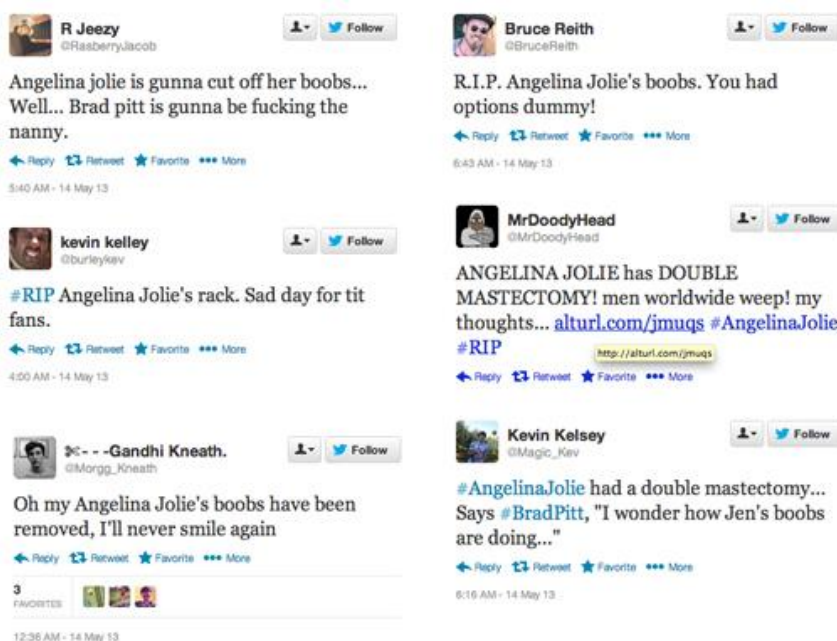 R Jeezy
@RasberryJacob
Follow
Angelina jolie is gunna cut off her boobs...
Well... Brad pitt is gunna be fucking the
nanny.
Reply Retweet Favorite ••• More
5:40 AM - 14 May 13
kevin kelley
@burleykev
Follow
#RIP Angelina Jolie's rack. Sad day for tit
fans.
Reply Retweet Favorite ••• More
4:00 AM - 14 May 13
✄- - -Gandhi Kneath.
@Morgg_Kneath
Follow
Oh my Angelina Jolie's boobs have been
removed, I'll never smile again
Reply Retweet Favorite ••• More
3
FAVORITES
12:36 AM - 14 May 13
Bruce Reith
@BruceReith
Follow
R.I.P. Angelina Jolie's boobs. You had
options dummy!
Reply Retweet Favorite ••• More
6:43 AM - 14 May 13
MrDoodyHead
@MrDoodyHead
Follow
ANGELINA JOLIE has DOUBLE
MASTECTOMY! men worldwide weep! my
thoughts... alturl.com/jmuqs #AngelinaJolie
#RIP
http://alturl.com/jmuqs
Reply Retweet Favorite ••• More
Kevin Kelsey
@Magic_Kev
Follow
#AngelinaJolie had a double mastectomy...
Says #BradPitt, "I wonder how Jen's boobs
are doing..."
Reply Retweet Favorite ••• More
6:16 AM - 14 May 13